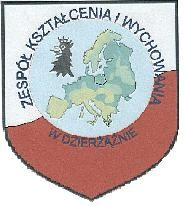 ZESPÓŁ KSZTAŁCENIA I WYCHOWANIA
W DZIERŻĄŻNIE